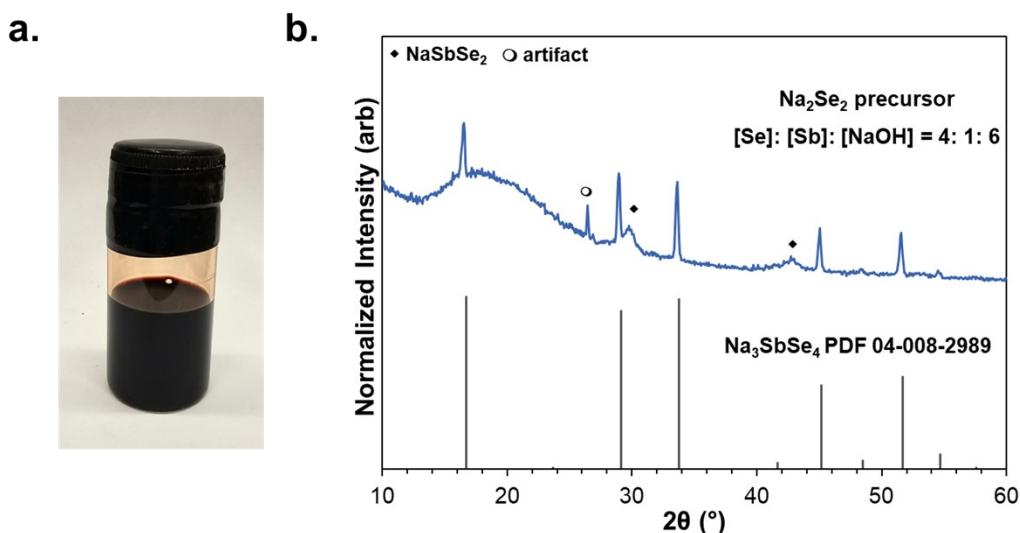 a.
b.
◆ NaSbSe₂ ○ artifact
Na₂Se₂ precursor
[Se]: [Sb]: [NaOH] = 4: 1: 6
Normalized Intensity (arb)
Na₃SbSe₄ PDF 04-008-2989
10 20 30 40 50 60
2θ (°)